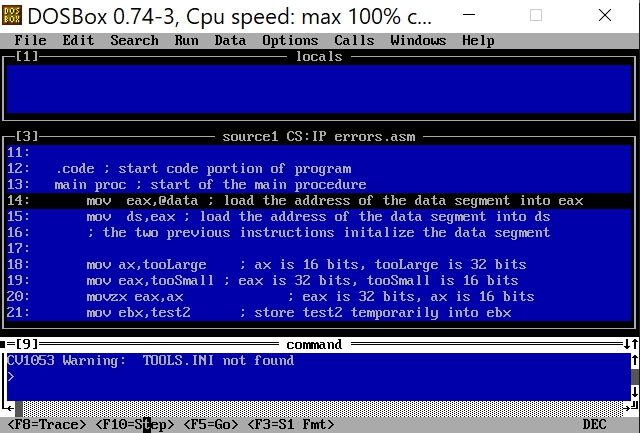 DOS BOX DOSBox 0.74-3, Cpu speed: max 100% c...
File Edit Search Run Data Options Calls Windows Help
[1] locals
[3] source1 CS:IP errors.asm
11:
12: .code ; start code portion of program
13: main proc ; start of the main procedure
14: mov eax,@data ; load the address of the data segment into eax
15: mov ds,eax ; load the address of the data segment into ds
16: ; the two previous instructions initalize the data segment
17:
18: mov ax,tooLarge ; ax is 16 bits, tooLarge is 32 bits
19: mov eax,tooSmall ; eax is 32 bits, tooSmall is 16 bits
20: movzx eax,ax ; eax is 32 bits, ax is 16 bits
21: mov ebx,test2 ; store test2 temporarily into ebx
[9] command
CV1053 Warning: TOOLS.INI not found
>
<F8=Trace> <F10=Step> <F5=Go> <F3=S1 Fmt> DEC